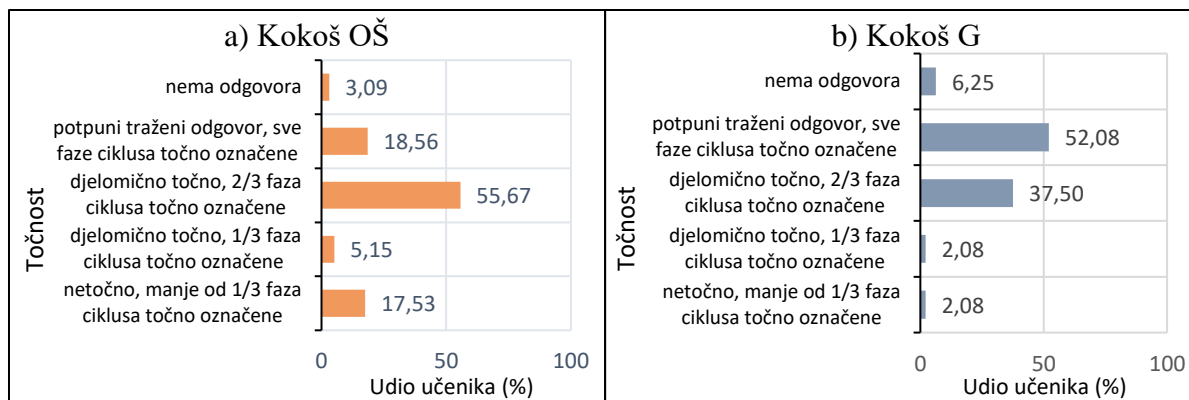 a) Kokoš OŠ
Točnost
nema odgovora
3,09
potpuni traženi odgovor, sve
faze ciklusa točno označene
18,56
djelomično točno, 2/3 faza
ciklusa točno označene
55,67
djelomično točno, 1/3 faza
ciklusa točno označene
5,15
netočno, manje od 1/3 faza
ciklusa točno označene
17,53
0 50 100
Udio učenika (%)
b) Kokoš G
Točnost
nema odgovora
6,25
potpuni traženi odgovor, sve
faze ciklusa točno označene
52,08
djelomično točno, 2/3 faza
ciklusa točno označene
37,50
djelomično točno, 1/3 faza
ciklusa točno označene
2,08
netočno, manje od 1/3 faza
ciklusa točno označene
2,08
0 50 100
Udio učenika (%)